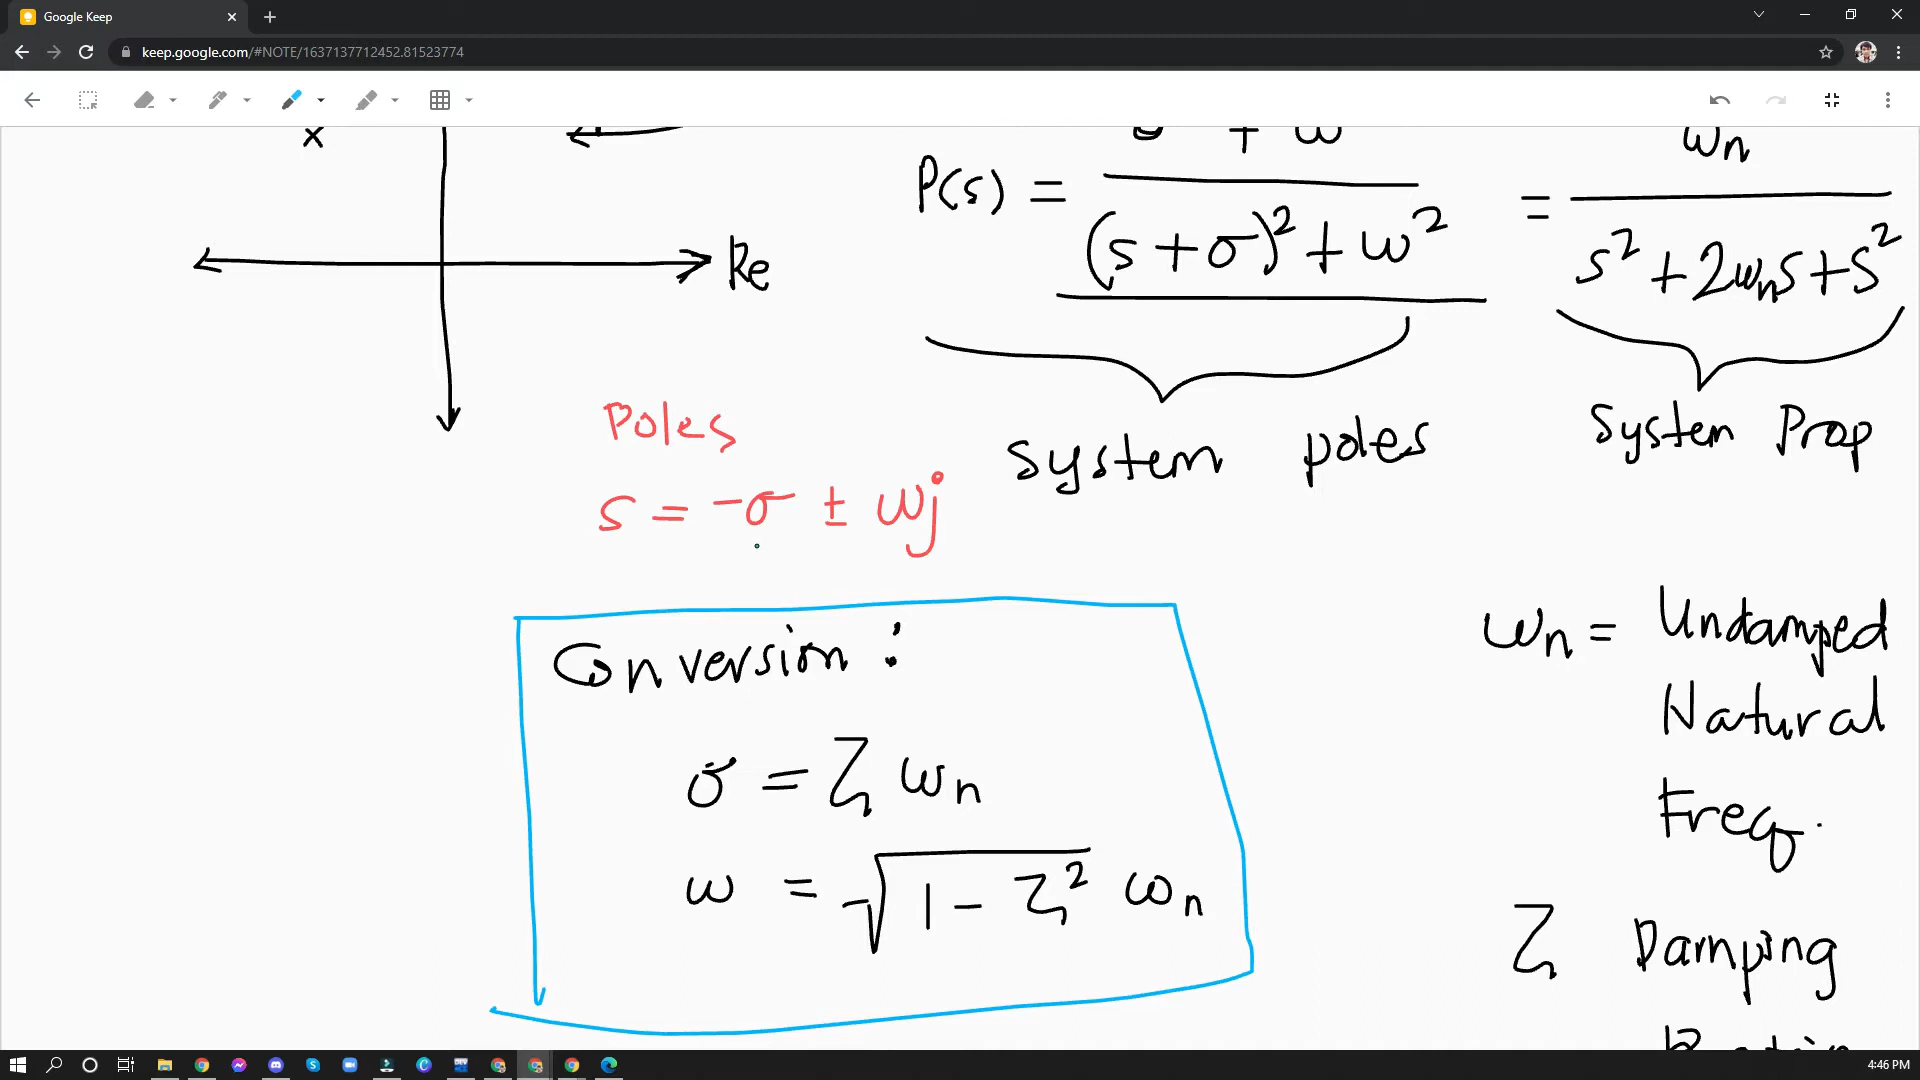 Google Keep
keep.google.com/#NOTE/1637137712452.81523774
x
Re
P(s) =
(s + σ)² + ω²
=
ωn
s² + 2ωnS + S²
system poles
System Prop
Poles
s = -σ ± ωj
Conversion :
σ = ζ ωn
ω = √1 - ζ² ωn
ωn = Undamped
Natural
Freq.
ζ Damping
4:46 PM